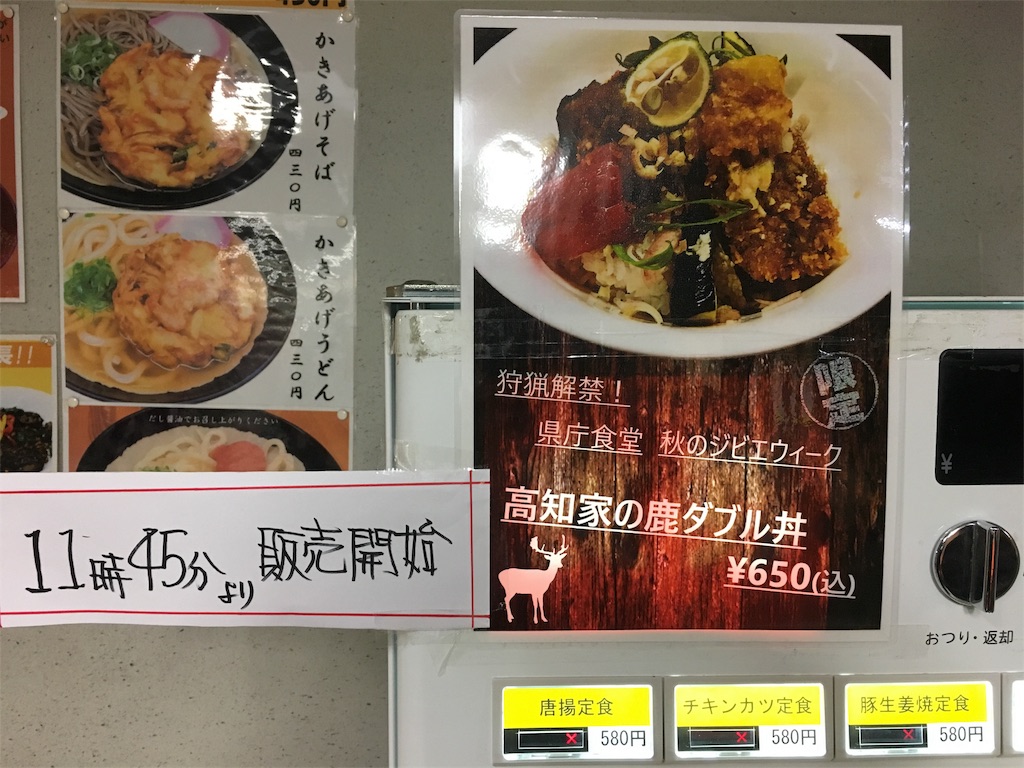 かきあげそば
四三〇円
かきあげうどん
四三〇円
だし醤油でお召し上がりください
11時45分より販売開始
狩猟解禁！
限定
県庁食堂 秋のジビエウィーク
高知家の鹿ダブル丼
¥650(込)
¥
おつり・返却
唐揚定食
580円
チキンカツ定食
580円
豚生姜焼定食
580円